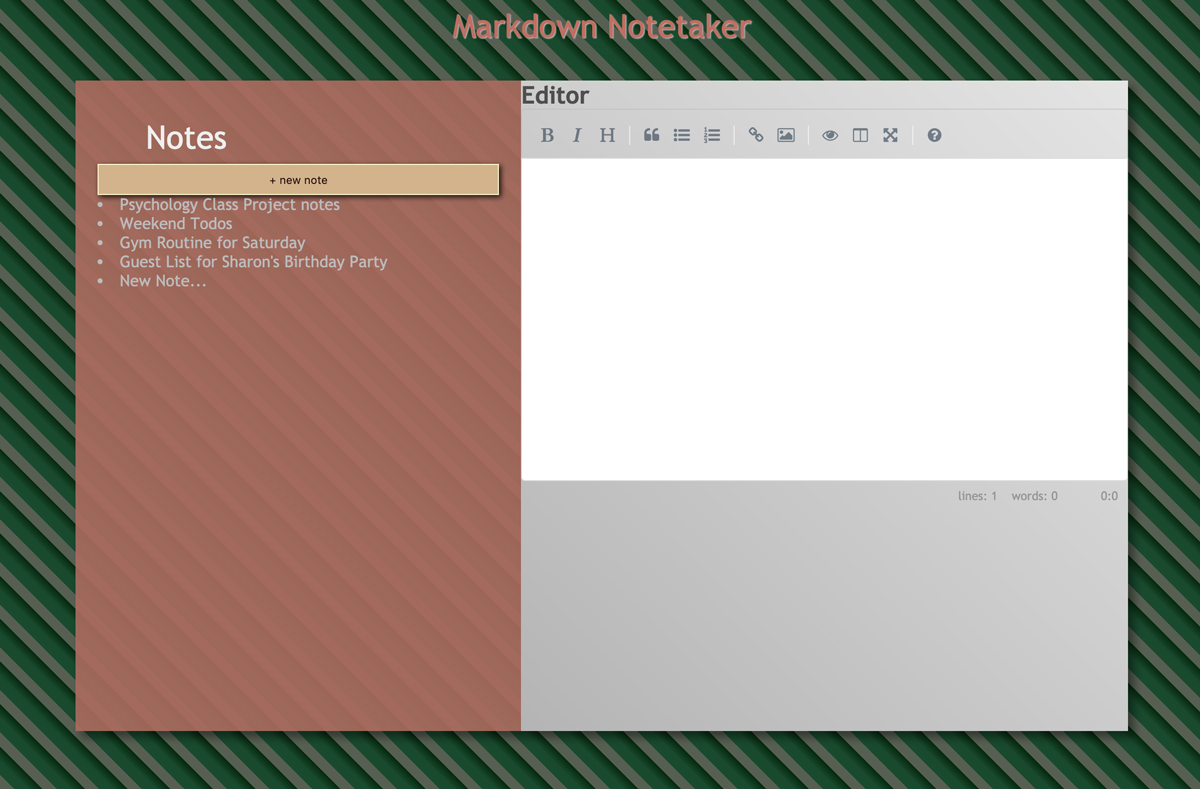 Markdown Notetaker
Notes
+ new note
Psychology Class Project notes
Weekend Todos
Gym Routine for Saturday
Guest List for Sharon's Birthday Party
New Note...
Editor
B I H
lines: 1 words: 0 0:0